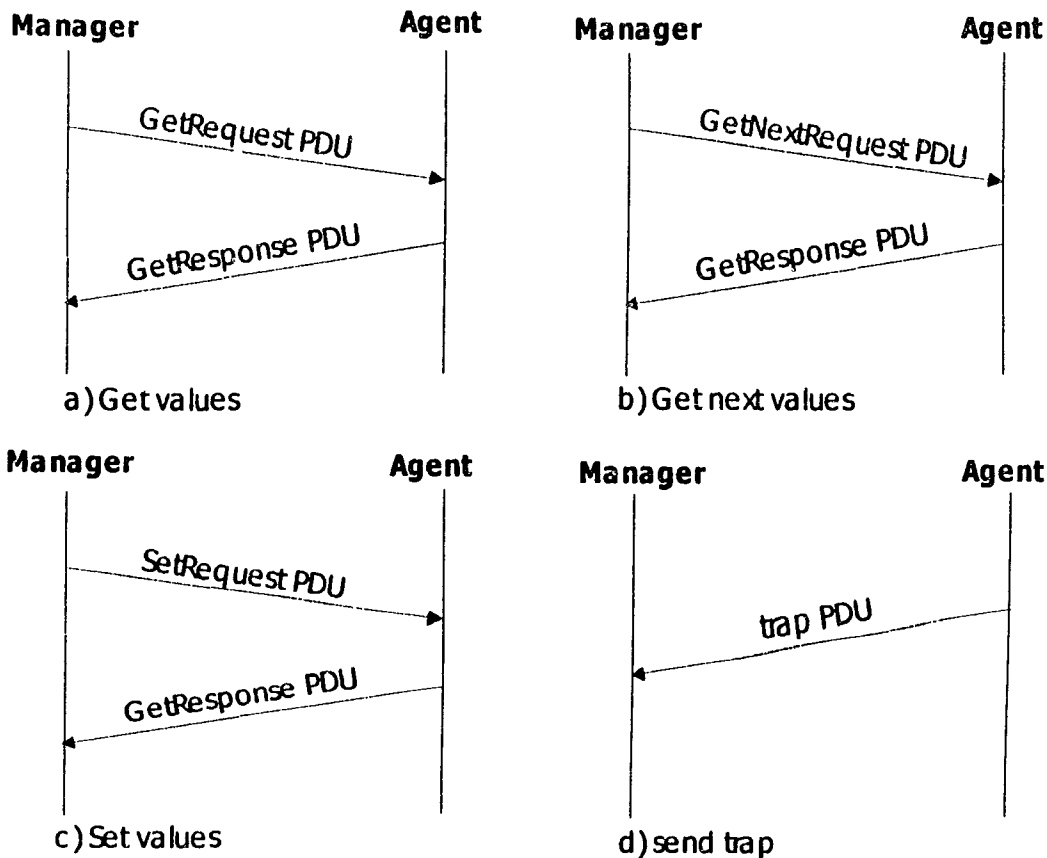 Manager Agent
GetRequest PDU
GetResponse PDU
a) Get values
Manager Agent
GetNextRequest PDU
GetResponse PDU
b) Get next values
Manager Agent
SetRequest PDU
GetResponse PDU
c) Set values
Manager Agent
trap PDU
d) send trap